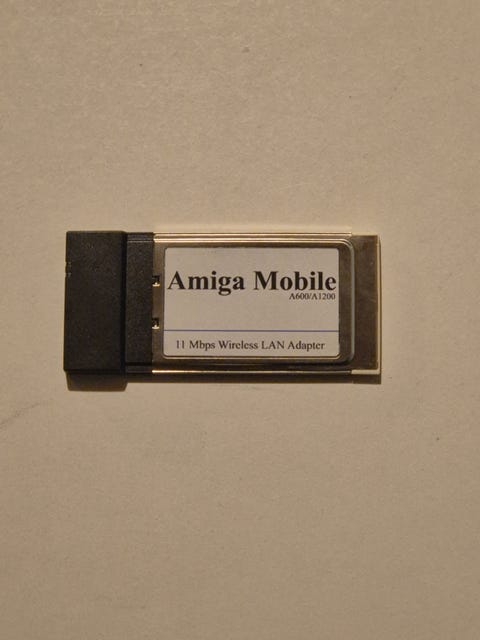 Amiga Mobile
A600/A1200
11 Mbps Wireless LAN Adapter